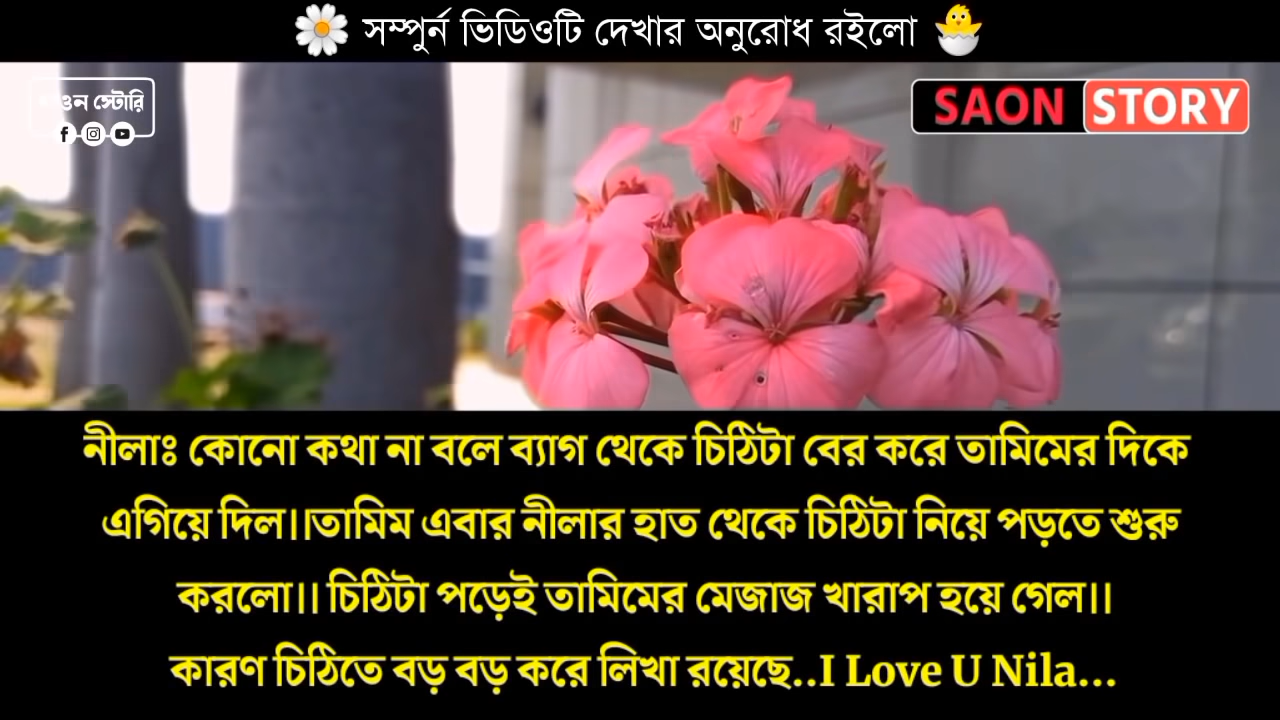 সম্পুর্ন ভিডিওটি দেখার অনুরোধ রইলো
স্টোরি
SAON STORY
নীলাঃ কোনো কথা না বলে ব্যাগ থেকে চিঠিটা বের করে তামিমের দিকে
এগিয়ে দিল।।তামিম এবার নীলার হাত থেকে চিঠিটা নিয়ে পড়তে শুরু
করলো।। চিঠিটা পড়েই তামিমের মেজাজ খারাপ হয়ে গেল।।
কারণ চিঠিতে বড় বড় করে লিখা রয়েছে..I Love U Nila...